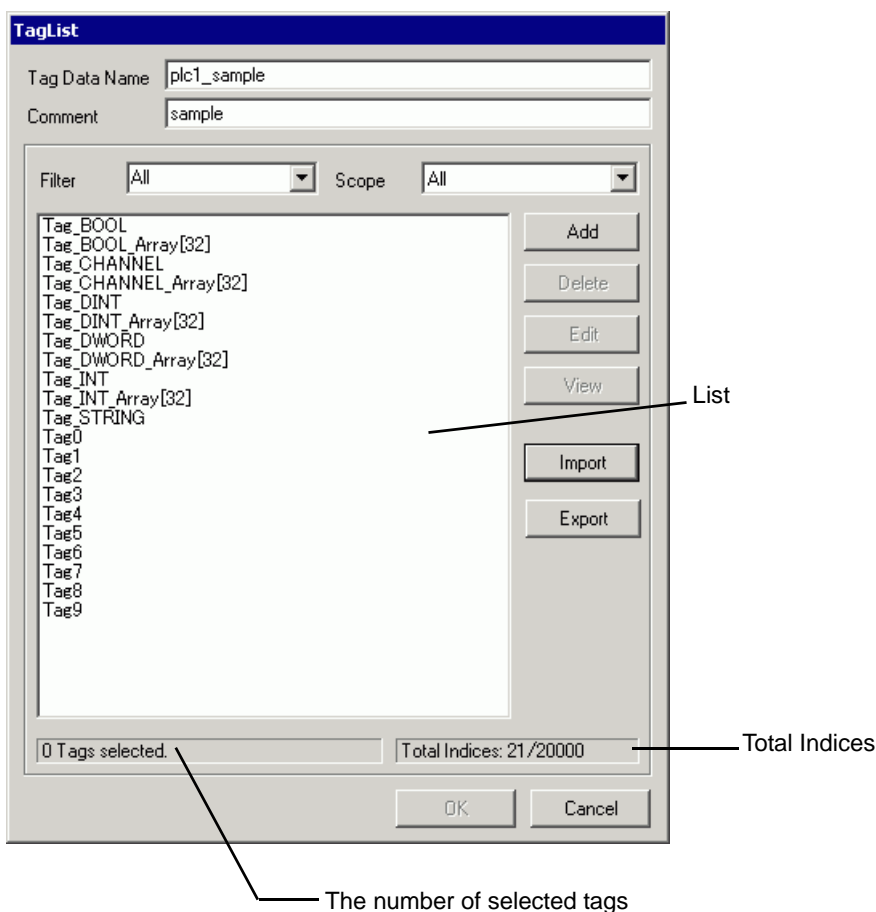 TagList
Tag Data Name plc1_sample
Comment sample
Filter All Scope All
Tag_BOOL
Tag_BOOL_Array[32]
Tag_CHANNEL
Tag_CHANNEL_Array[32]
Tag_DINT
Tag_DINT_Array[32]
Tag_DWORD
Tag_DWORD_Array[32]
Tag_INT
Tag_INT_Array[32]
Tag_STRING
Tag0
Tag1
Tag2
Tag3
Tag4
Tag5
Tag6
Tag7
Tag8
Tag9
Add
Delete
Edit
View
Import
Export
List
0 Tags selected. Total Indices: 21/20000
Total Indices
OK Cancel
The number of selected tags